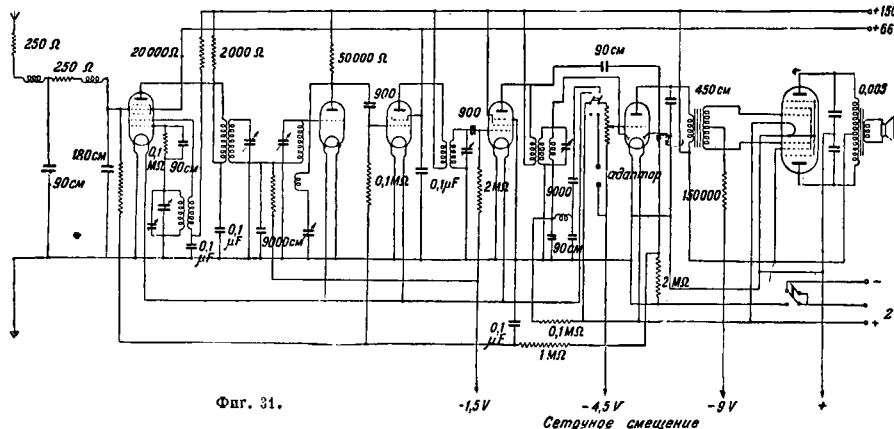 +150
+66
250 Ω
250 Ω
20000 Ω
2000 Ω
50000 Ω
90 см
450 см
0,005
900
900
180 см
90 см
0,1 MΩ
90 см
0,1 μF
0,1 μF
9000 см
0,1 MΩ
0,1 μF
2 MΩ
9000
90 см
адаптор
150000
2 MΩ
0,1 MΩ
1 MΩ
0,1 μF
−
+
2
Фиг. 31.
-1,5 V
-4,5 V
-9 V
+
Сеточное смещение